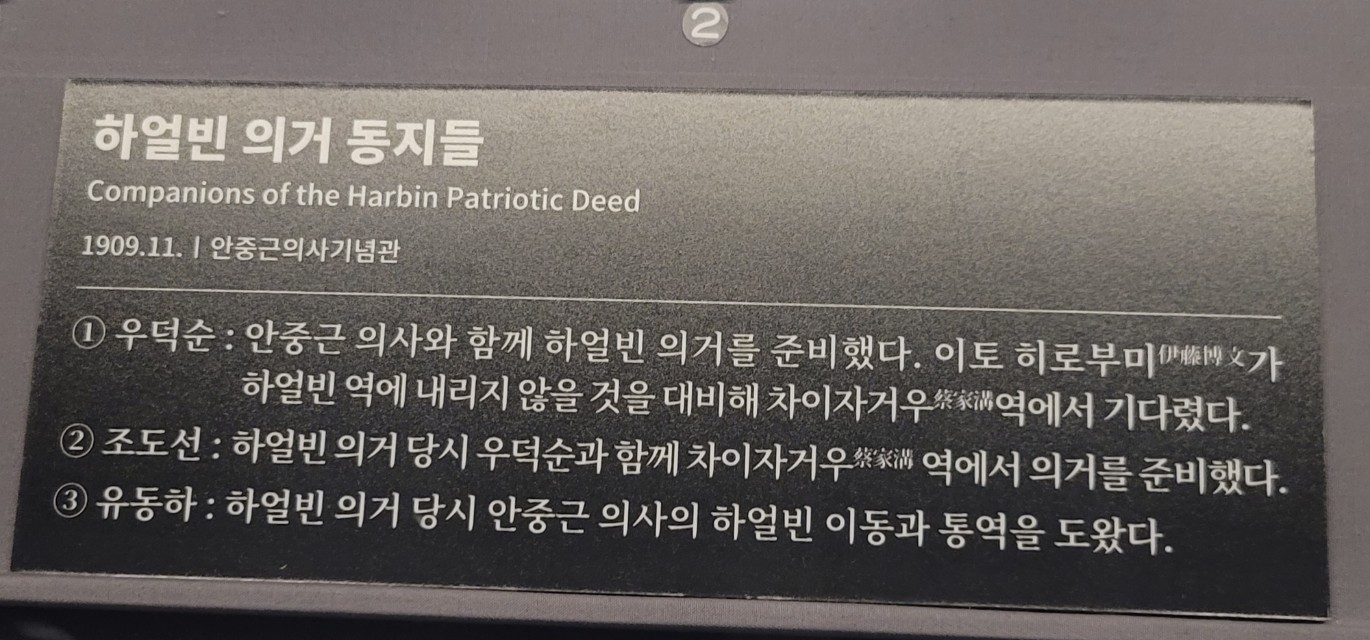 2
하얼빈 의거 동지들
Companions of the Harbin Patriotic Deed
1909.11. | 안중근의사기념관
① 우덕순 : 안중근 의사와 함께 하얼빈 의거를 준비했다. 이토 히로부미伊藤博文가
하얼빈 역에 내리지 않을 것을 대비해 차이자거우蔡家溝역에서 기다렸다.
② 조도선 : 하얼빈 의거 당시 우덕순과 함께 차이자거우蔡家溝 역에서 의거를 준비했다.
③ 유동하 : 하얼빈 의거 당시 안중근 의사의 하얼빈 이동과 통역을 도왔다.